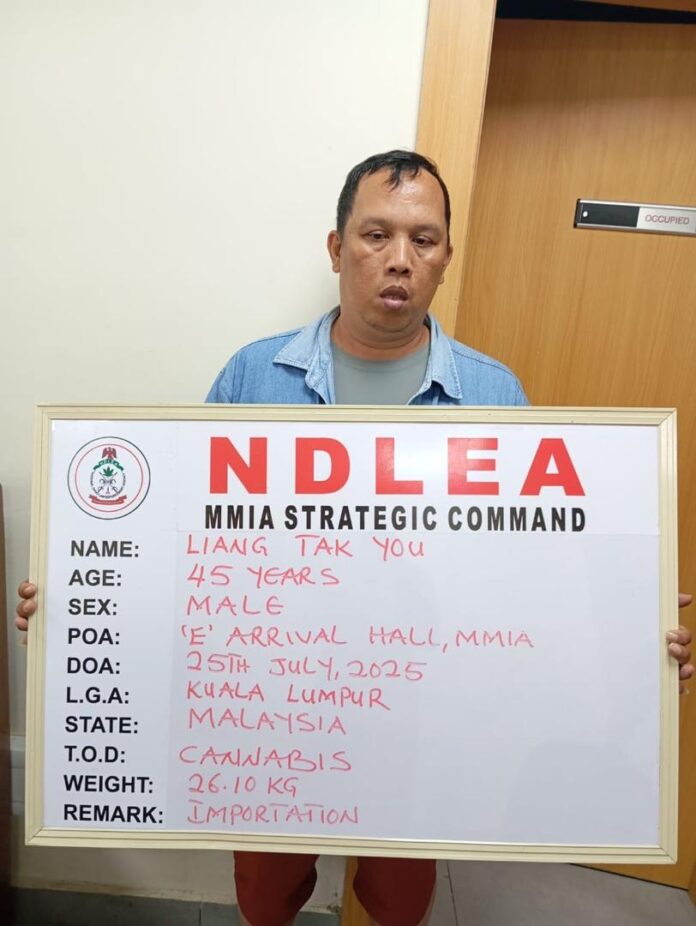 OCCUPIED
NDLEA
MMIA STRATEGIC COMMAND
NAME: LIANG TAK YOU
AGE: 45 YEARS
SEX: MALE
POA: 'E' ARRIVAL HALL, MMIA
DOA: 25TH JULY, 2025
L.G.A: KUALA LUMPUR
STATE: MALAYSIA
T.O.D: CANNABIS
WEIGHT: 26.10 KG
REMARK: IMPORTATION